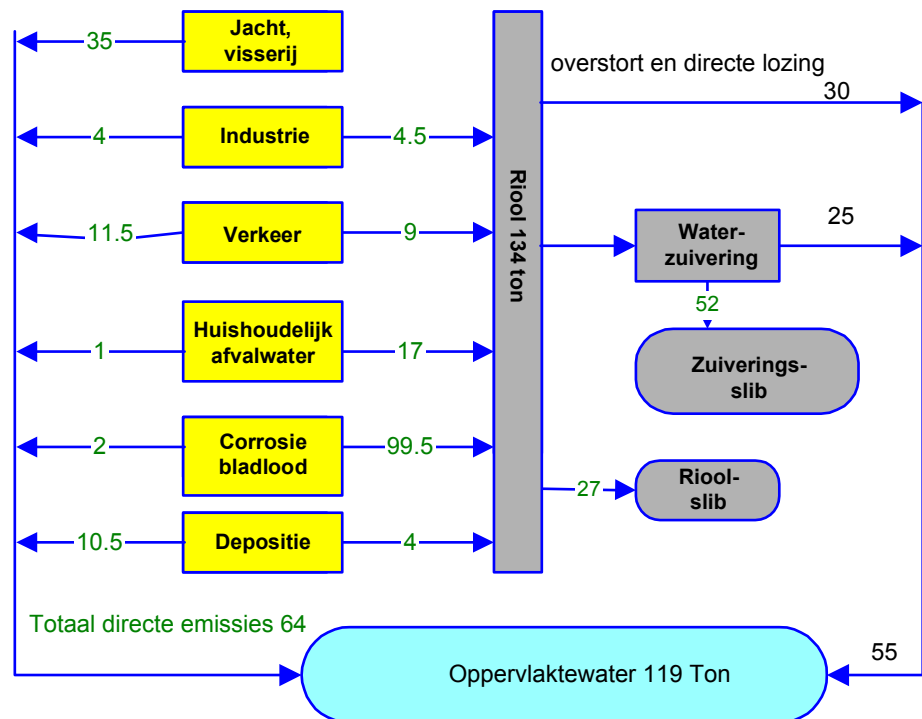 35
Jacht,
visserij
overstort en directe lozing
30
4
Industrie
4.5
Riool 134 ton
11.5
Verkeer
9
Water-
zuivering
25
52
1
Huishoudelijk
afvalwater
17
Zuiverings-
slib
2
Corrosie
bladlood
99.5
27
Riool-
slib
10.5
Depositie
4
Totaal directe emissies 64
Oppervlaktewater 119 Ton
55